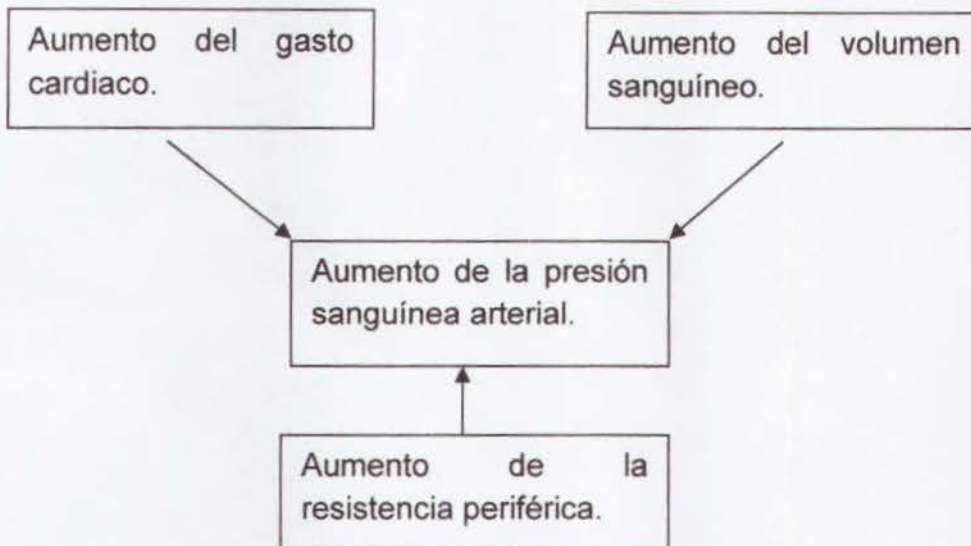 Aumento del gasto
cardiaco.
Aumento del volumen
sanguíneo.
Aumento de la presión
sanguínea arterial.
Aumento de la
resistencia periférica.